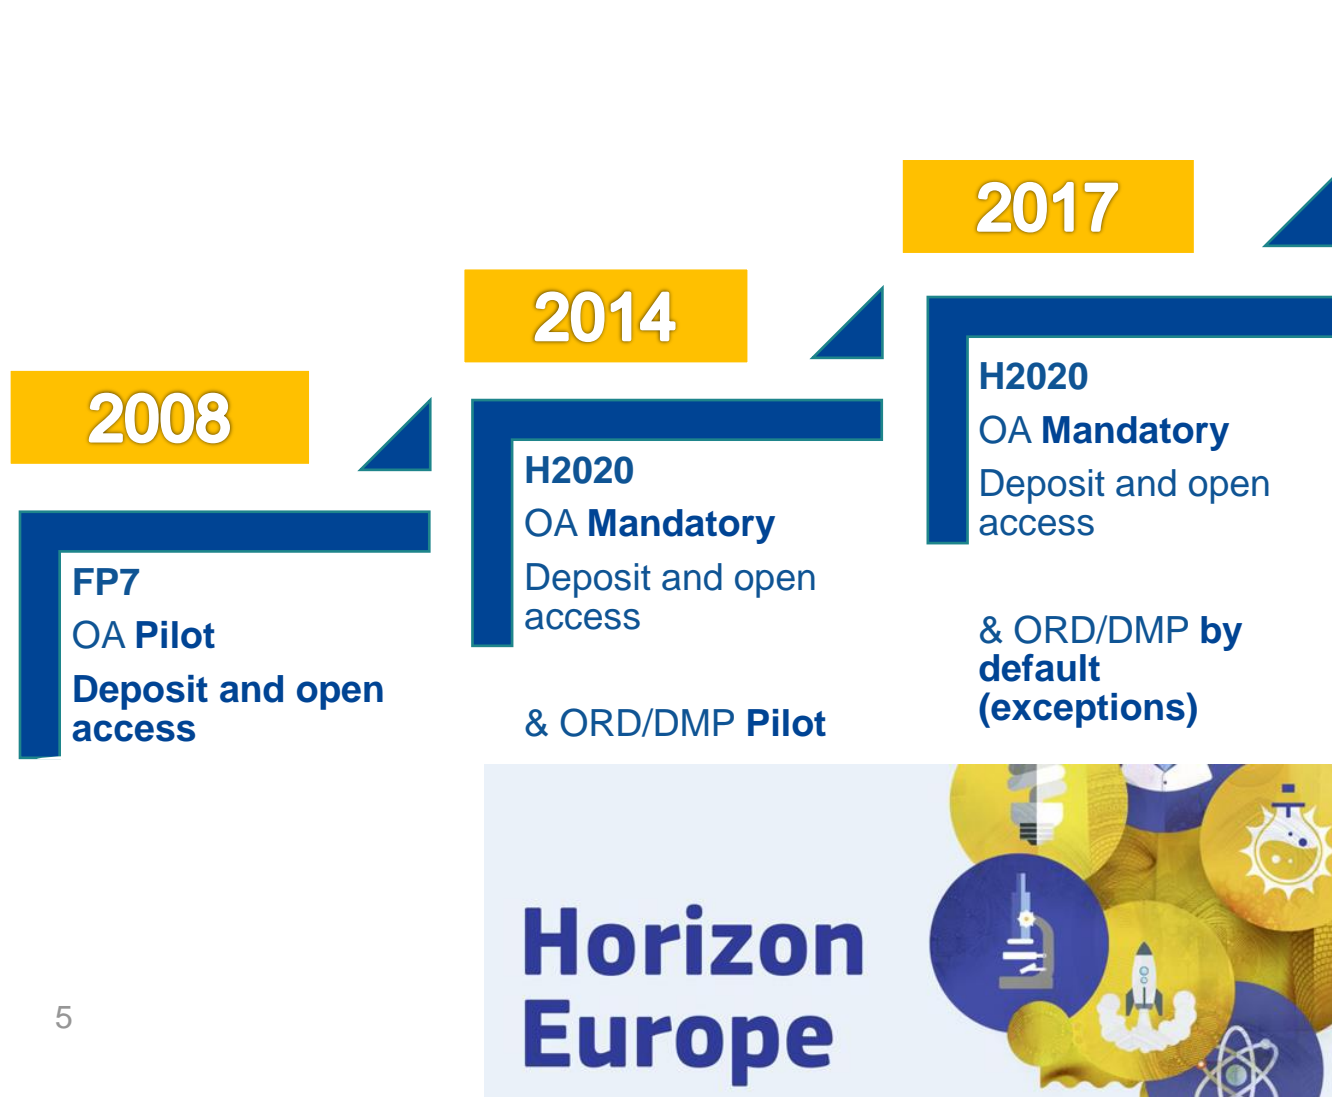 2008
FP7
OA Pilot
Deposit and open
access
2014
H2020
OA Mandatory
Deposit and open
access
& ORD/DMP Pilot
2017
H2020
OA Mandatory
Deposit and open
access
& ORD/DMP by
default
(exceptions)
Horizon
Europe
5